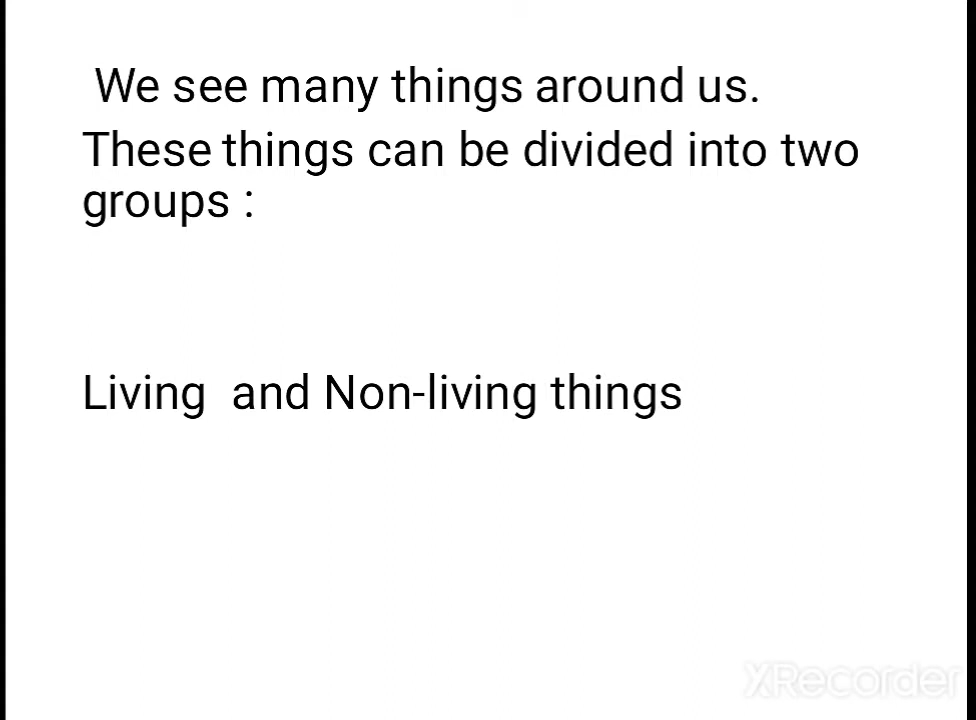 We see many things around us.
These things can be divided into two
groups :
Living and Non-living things
XRecorder